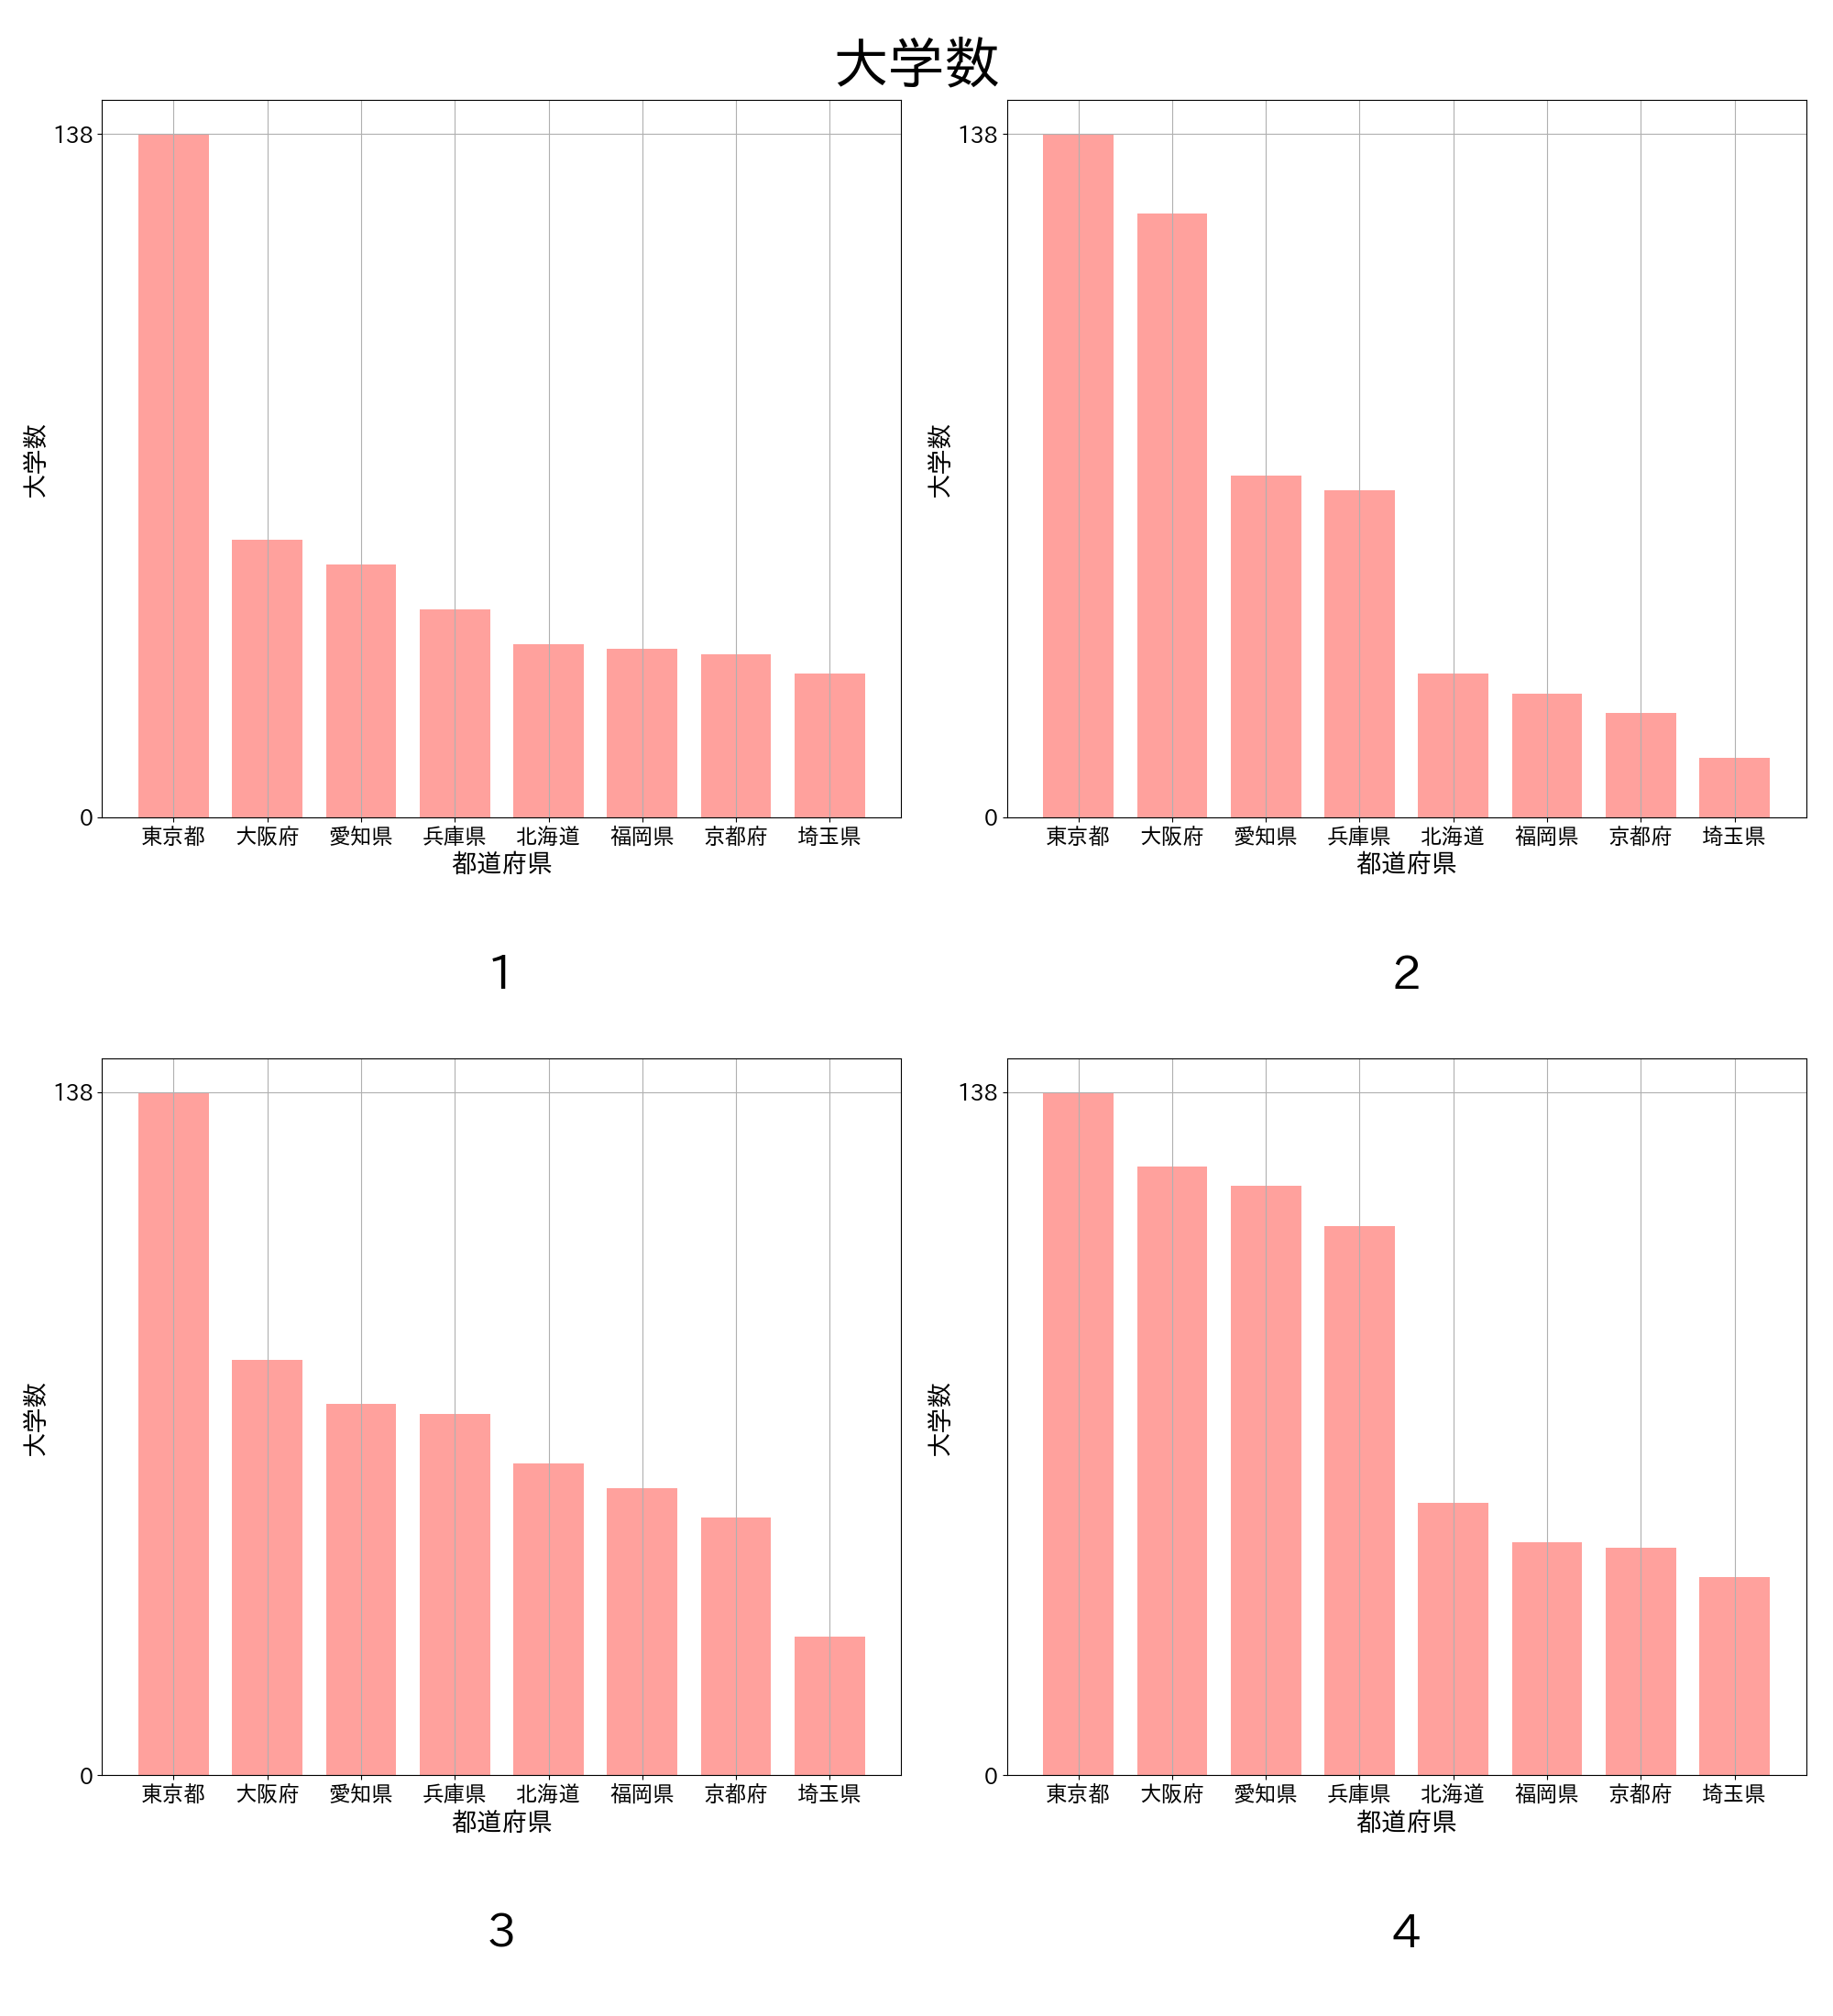 大学数
138
0
大学数
東京都 大阪府 愛知県 兵庫県 北海道 福岡県 京都府 埼玉県
都道府県
1
138
0
大学数
東京都 大阪府 愛知県 兵庫県 北海道 福岡県 京都府 埼玉県
都道府県
2
138
0
大学数
東京都 大阪府 愛知県 兵庫県 北海道 福岡県 京都府 埼玉県
都道府県
3
138
0
大学数
東京都 大阪府 愛知県 兵庫県 北海道 福岡県 京都府 埼玉県
都道府県
4